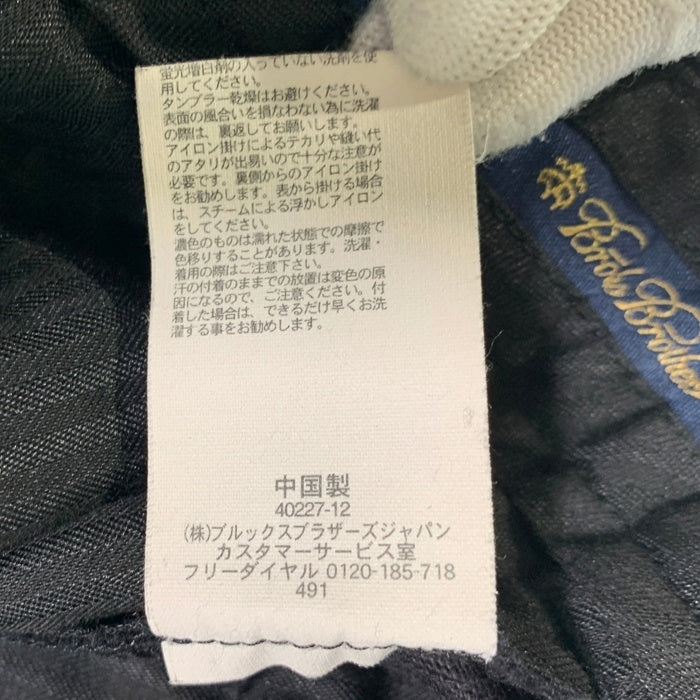 蛍光増白剤の入っていない洗剤を使
用してください。
タンブラー乾燥はお避けください。
表面の風合いを損なわない為に洗濯
の際は、裏返してお願いします。
アイロン掛けによるテカリや縫い代
のアタリが出易いので十分な注意が
必要です。裏側からのアイロン掛け
をお勧めします。表から掛ける場合
は、スチームによる浮かしアイロン
をしてください。
濃色のものは濡れた状態での摩擦で
色移りすることがあります。洗濯・
着用の際はご注意下さい。
汗の付着のままでの放置は変色の原
因になるので、ご注意ください。付
着した場合は、できるだけ早くお洗
濯する事をお勧めします。
中国製
40227-12
(株)ブルックスブラザーズジャパン
カスタマーサービス室
フリーダイヤル 0120-185-718
491
Brooks Brothers